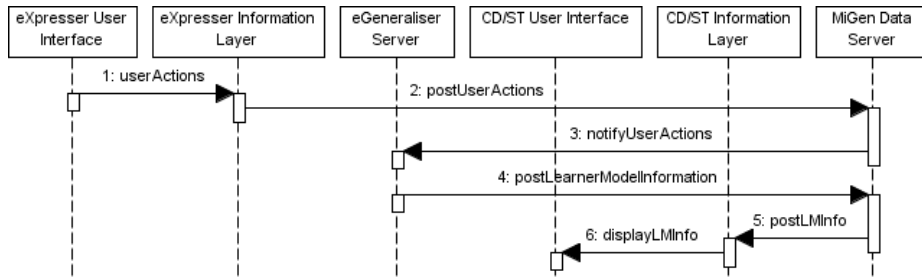 eXpresser User
Interface
eXpresser Information
Layer
eGeneraliser
Server
CD/ST User Interface
CD/ST Information
Layer
MiGen Data
Server
1: userActions
2: postUserActions
3: notifyUserActions
4: postLearnerModelInformation
5: postLMInfo
6: displayLMInfo